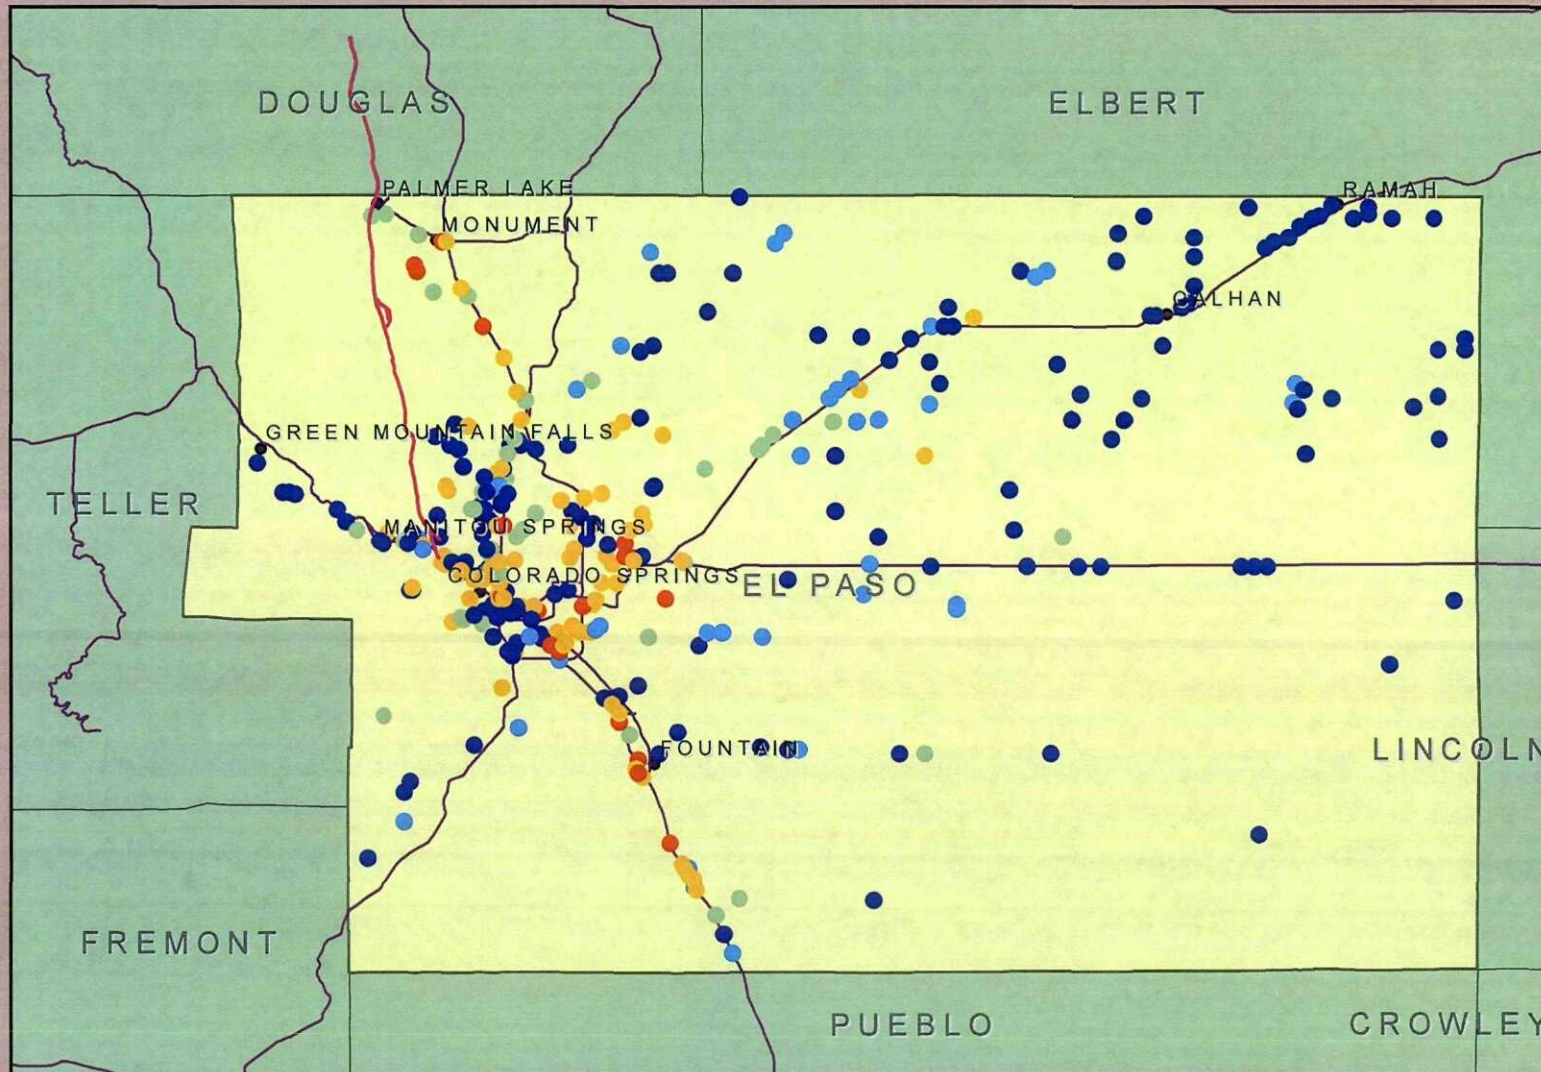 DOUGLAS
ELBERT
PALMER LAKE
RAMAH
MONUMENT
CALHAN
GREEN MOUNTAIN FALLS
TELLER
MANITOU SPRINGS
COLORADO SPRINGS
EL PASO
FOUNTAIN
LINCOLN
FREMONT
PUEBLO
CROWLEY